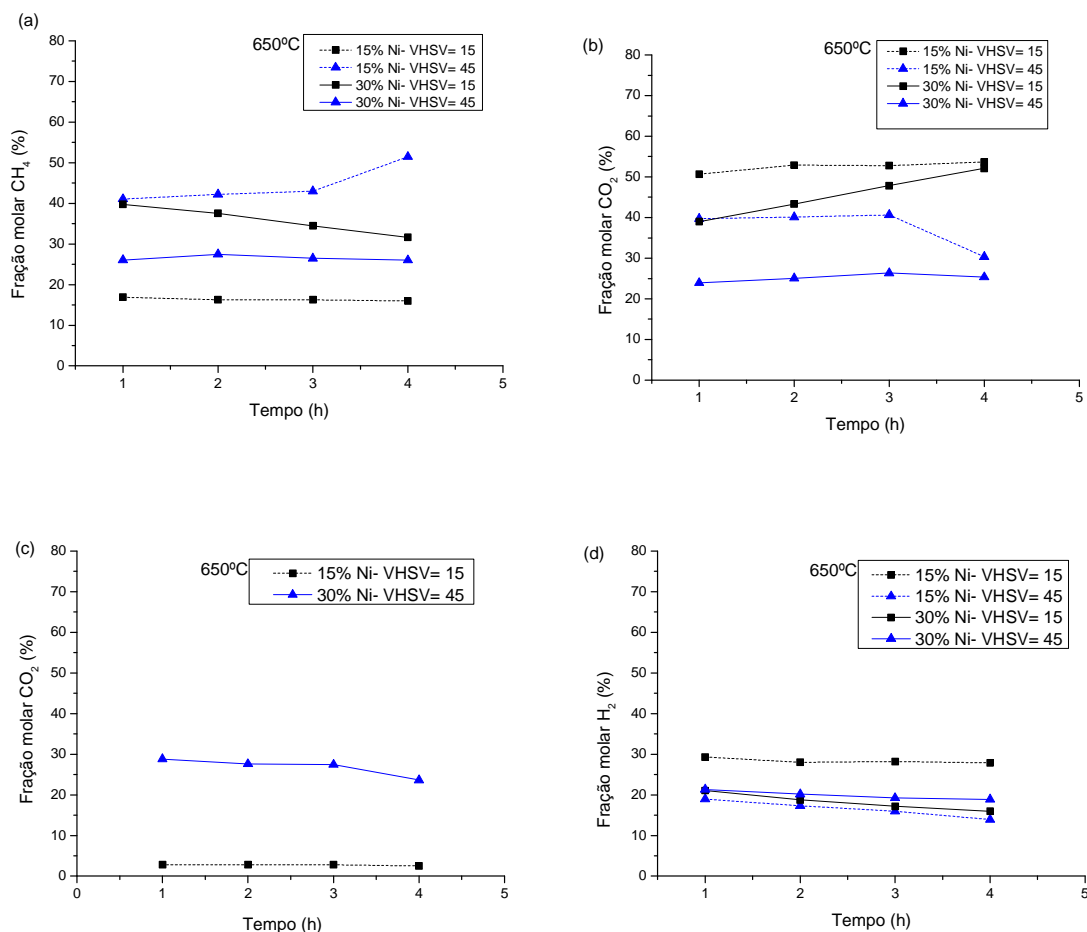 (a)
650ºC
15% Ni- VHSV= 15
15% Ni- VHSV= 45
30% Ni- VHSV= 15
30% Ni- VHSV= 45
80
70
60
50
40
30
20
10
0
1
2
3
4
5
Fração molar CH4 (%)
Tempo (h)
(b)
650ºC
15% Ni- VHSV= 15
15% Ni- VHSV= 45
30% Ni- VHSV= 15
30% Ni- VHSV= 45
80
70
60
50
40
30
20
10
0
1
2
3
4
5
Fração molar CO2 (%)
Tempo (h)
(c)
650ºC
15% Ni- VHSV= 15
30% Ni- VHSV= 45
80
70
60
50
40
30
20
10
0
0
1
2
3
4
5
Fração molar CO2 (%)
Tempo (h)
(d)
650ºC
15% Ni- VHSV= 15
15% Ni- VHSV= 45
30% Ni- VHSV= 15
30% Ni- VHSV= 45
80
70
60
50
40
30
20
10
0
1
2
3
4
5
Fração molar H2 (%)
Tempo (h)